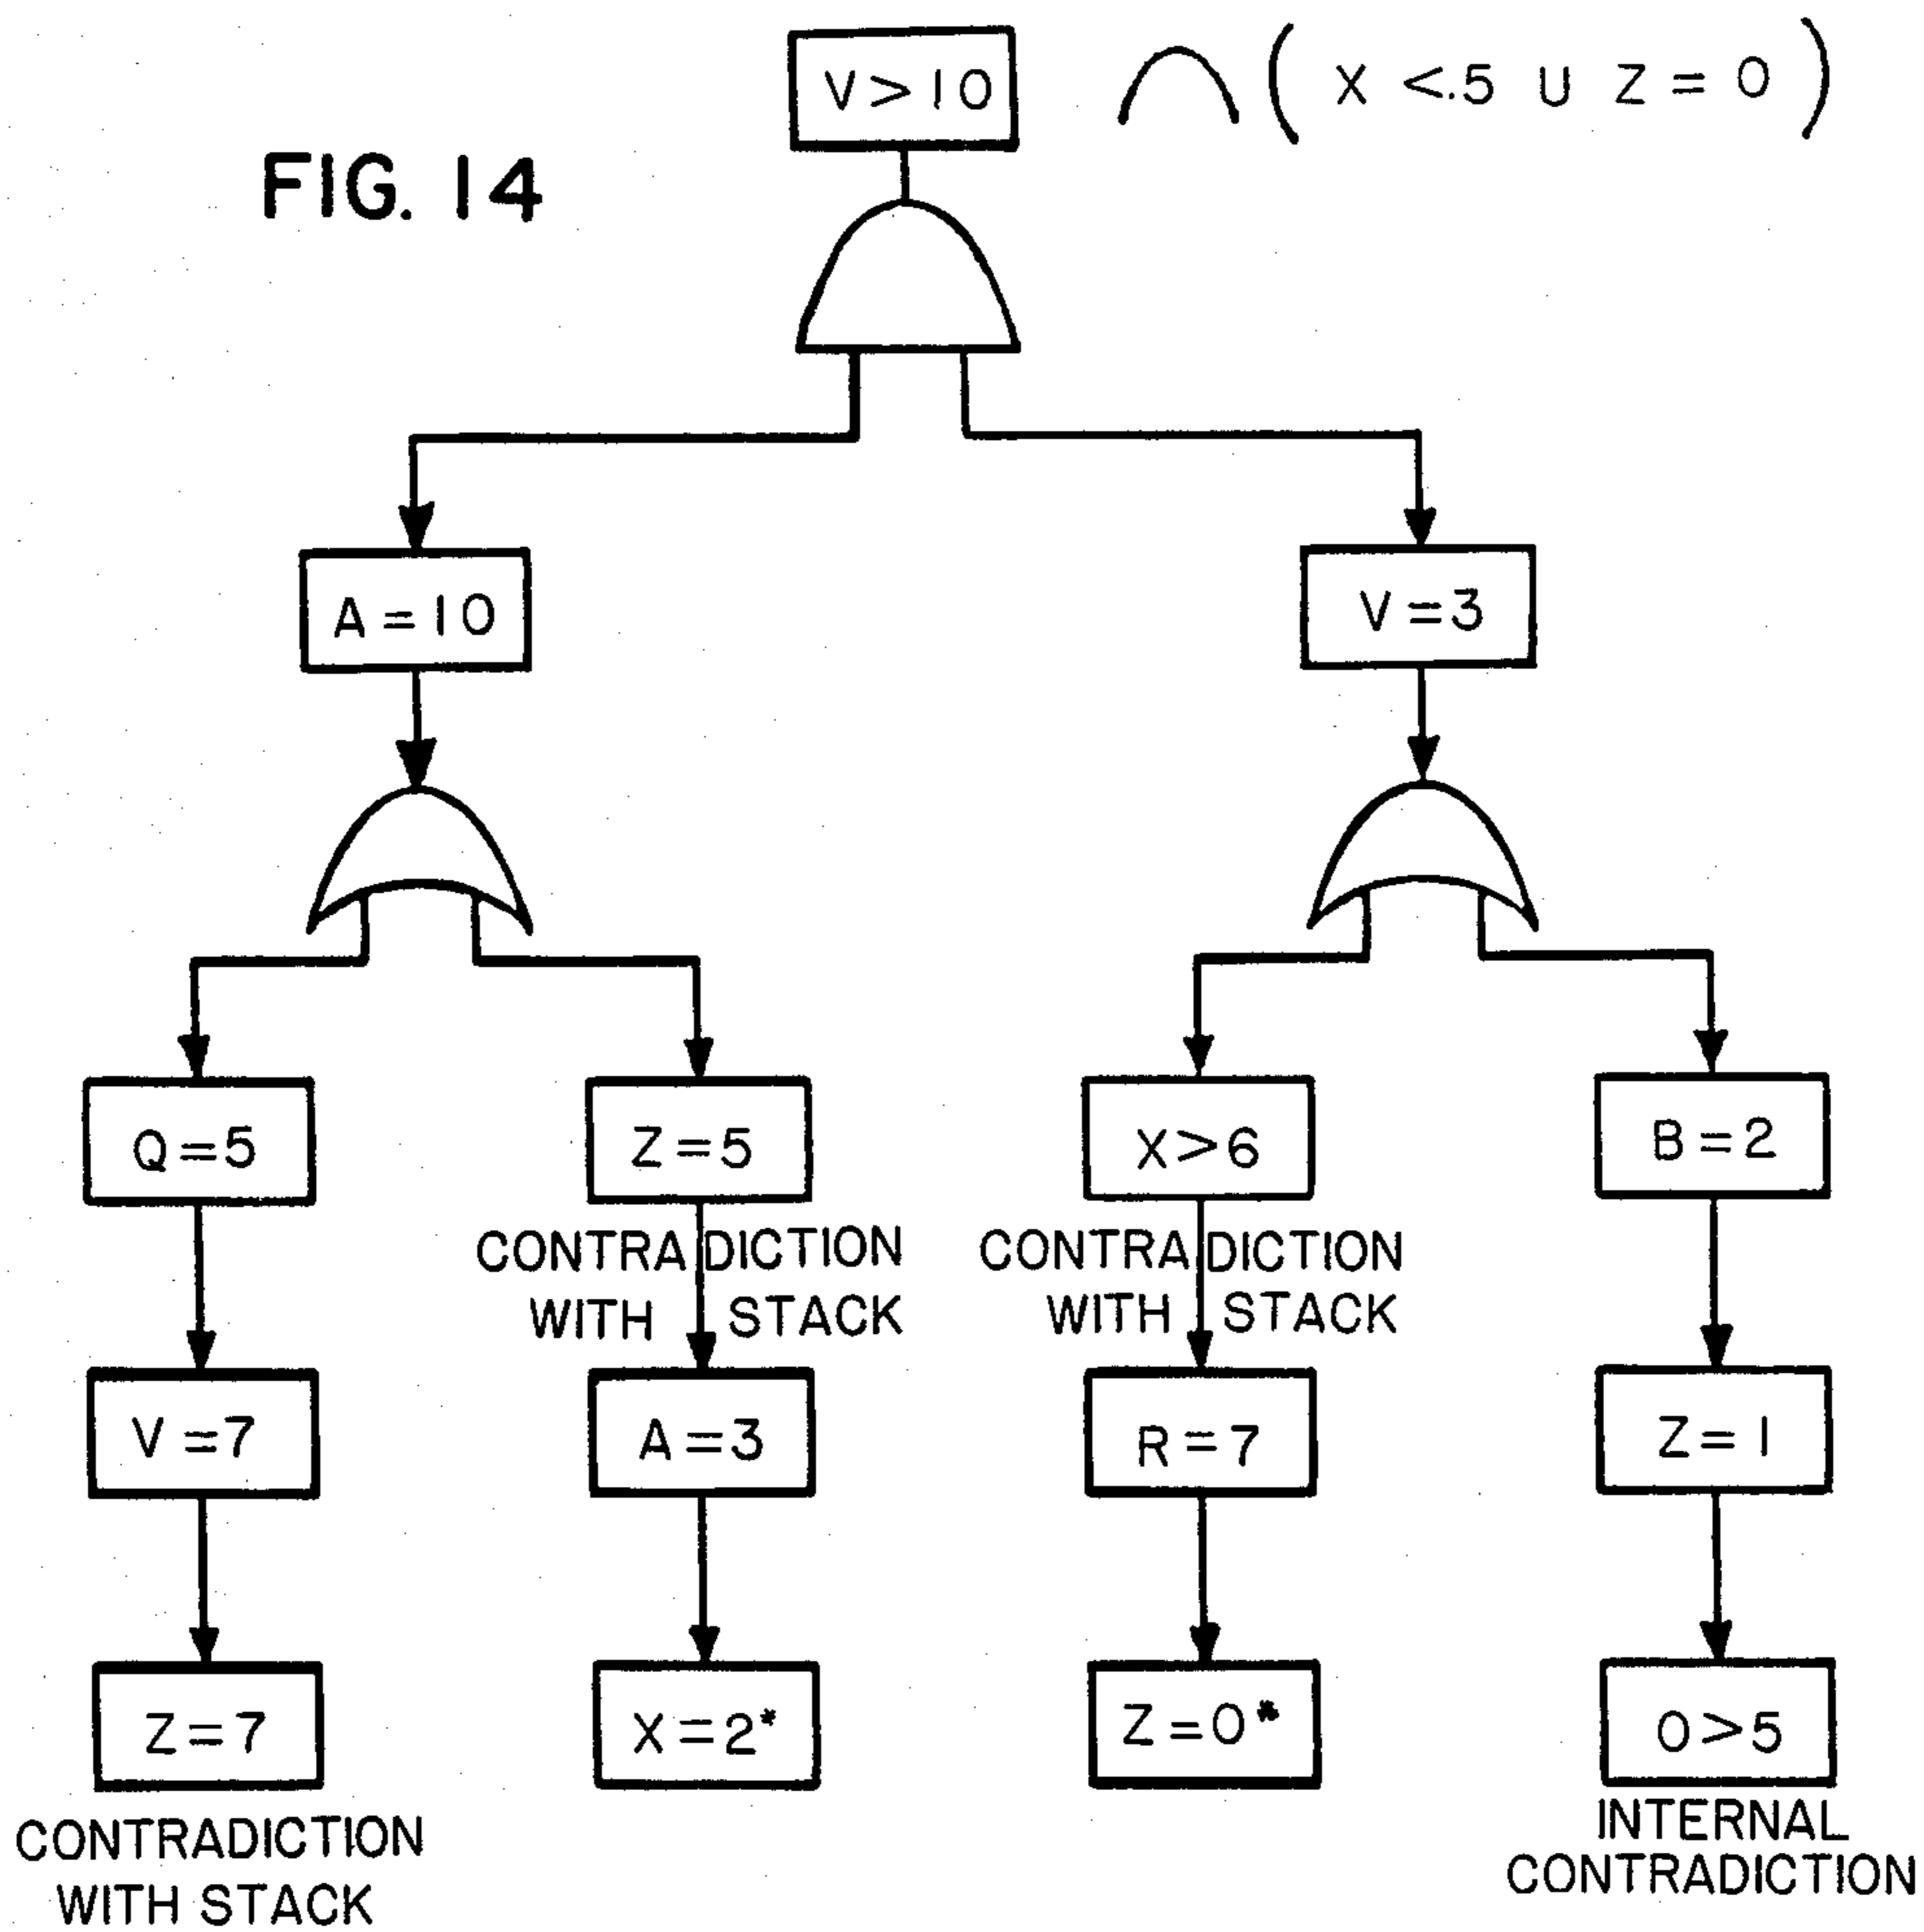 V > 10 ∩ ( X < .5 U Z = 0 )
FIG. 14
A = 10
V = 3
Q = 5
Z = 5
X > 6
B = 2
CONTRADICTION
WITH STACK
CONTRADICTION
WITH STACK
V = 7
A = 3
R = 7
Z = 1
Z = 7
X = 2*
Z = 0*
0 > 5
CONTRADICTION
WITH STACK
INTERNAL
CONTRADICTION